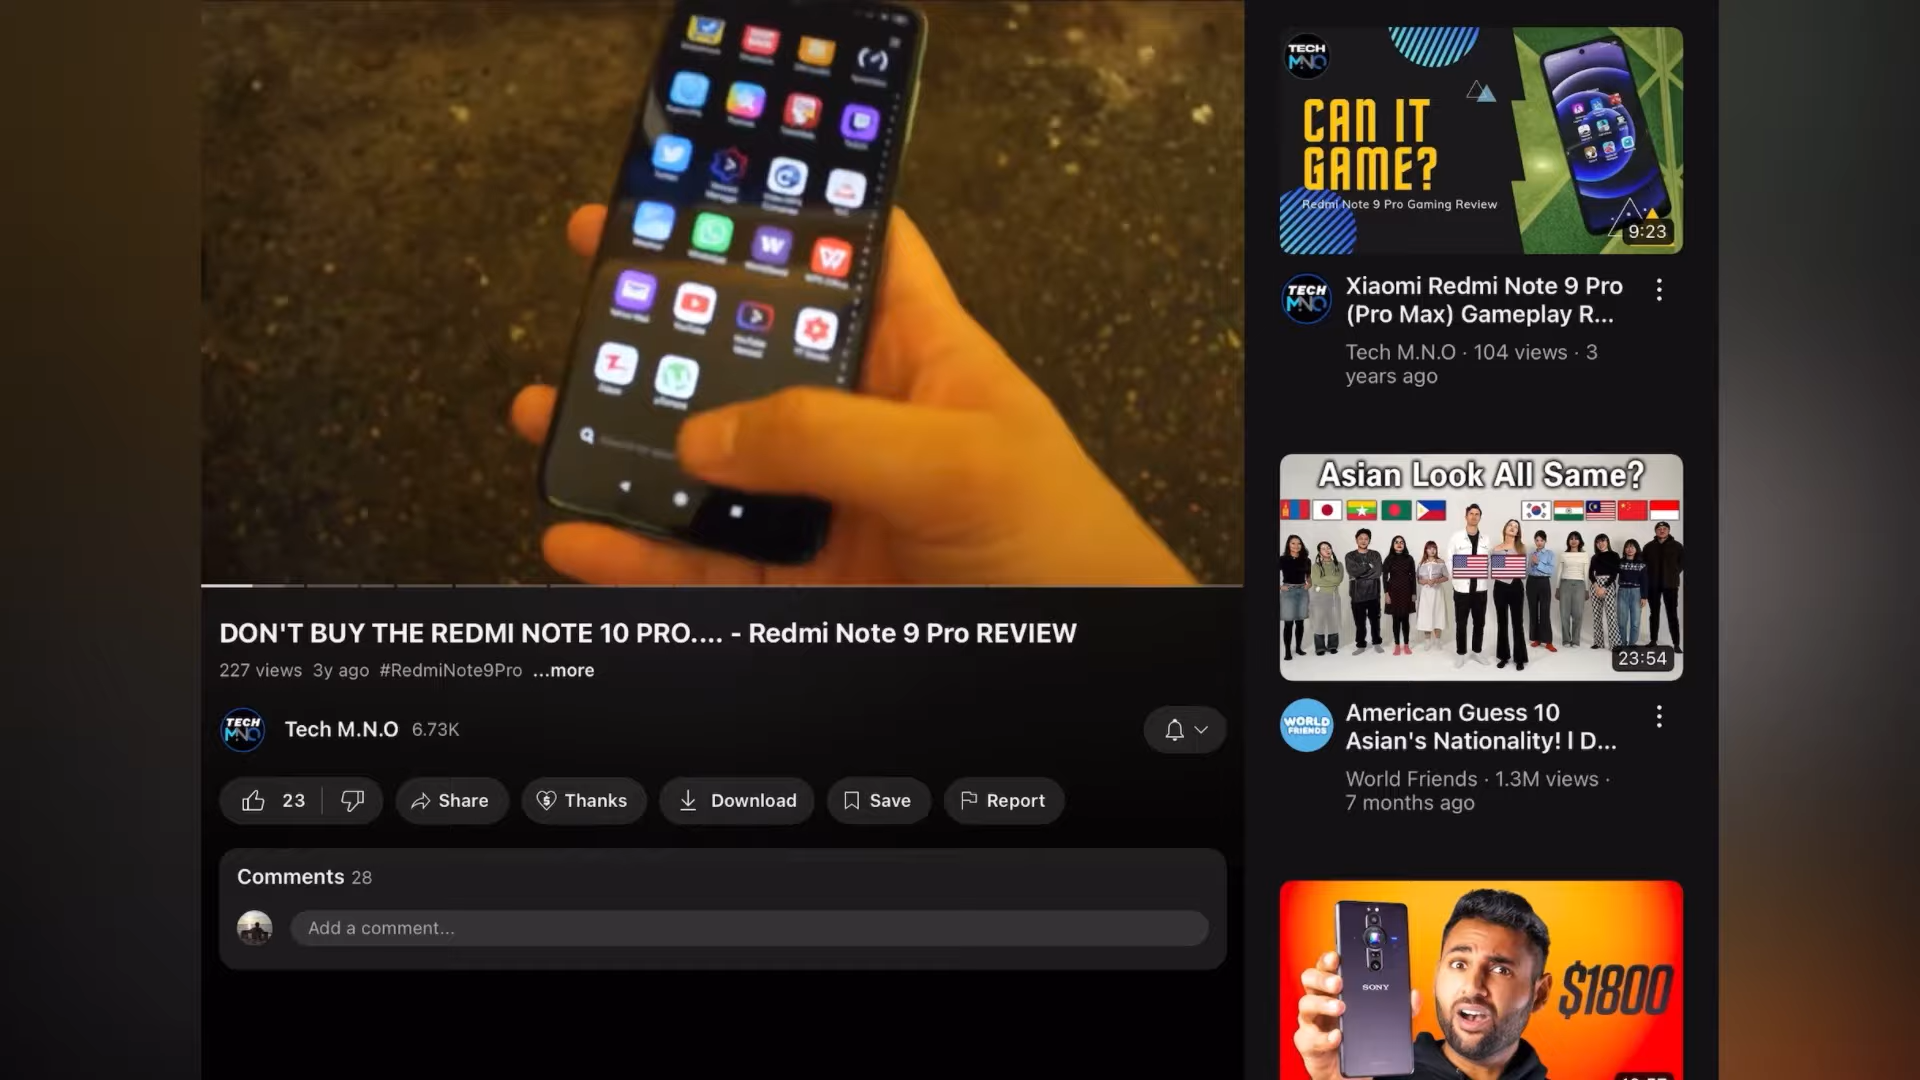 DON'T BUY THE REDMI NOTE 10 PRO.... - Redmi Note 9 Pro REVIEW
227 views 3y ago #RedmiNote9Pro ...more
TECH
MNO
Tech M.N.O 6.73K
23
Share
Thanks
Download
Save
Report
Comments 28
Add a comment...
TECH
MNO
CAN IT
GAME?
Redmi Note 9 Pro Gaming Review
9:23
TECH
MNO
Xiaomi Redmi Note 9 Pro
(Pro Max) Gameplay R...
Tech M.N.O · 104 views · 3
years ago
Asian Look All Same?
23:54
WORLD
FRIENDS
American Guess 10
Asian's Nationality! l D...
World Friends · 1.3M views ·
7 months ago
SONY
$1800